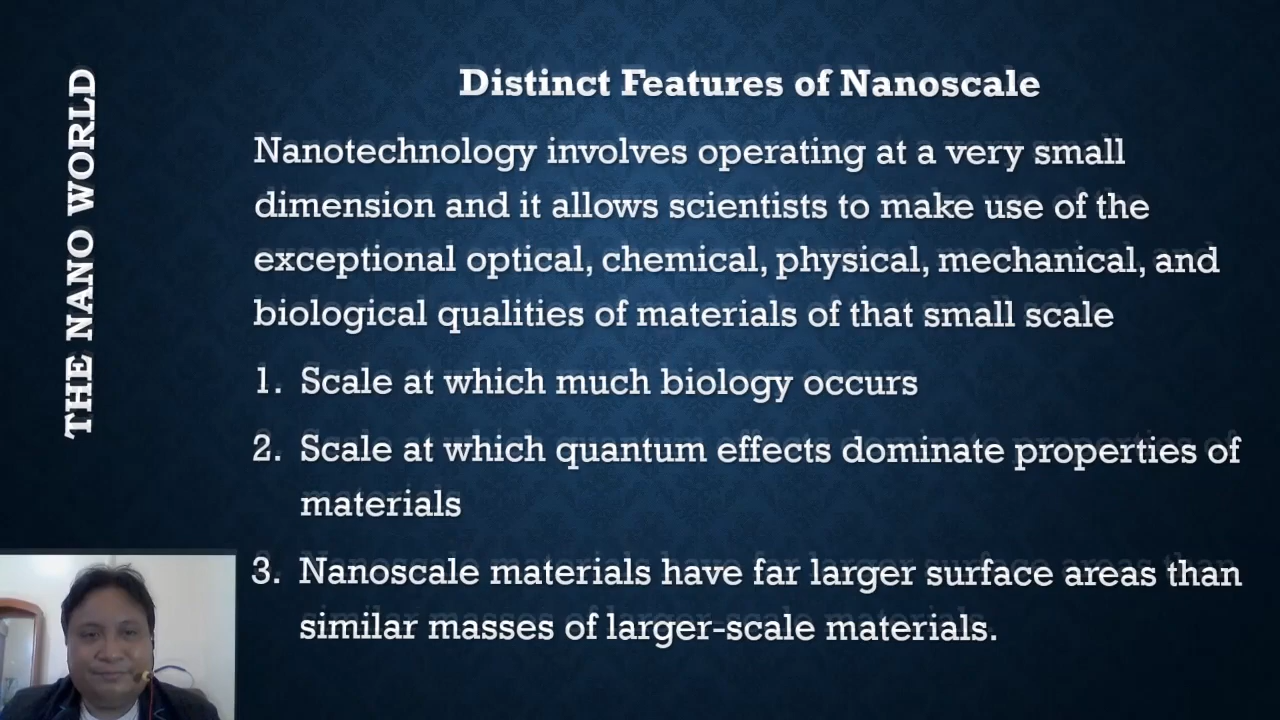 THE NANO WORLD
Distinct Features of Nanoscale
Nanotechnology involves operating at a very small
dimension and it allows scientists to make use of the
exceptional optical, chemical, physical, mechanical, and
biological qualities of materials of that small scale
1. Scale at which much biology occurs
2. Scale at which quantum effects dominate properties of
materials
3. Nanoscale materials have far larger surface areas than
similar masses of larger-scale materials.